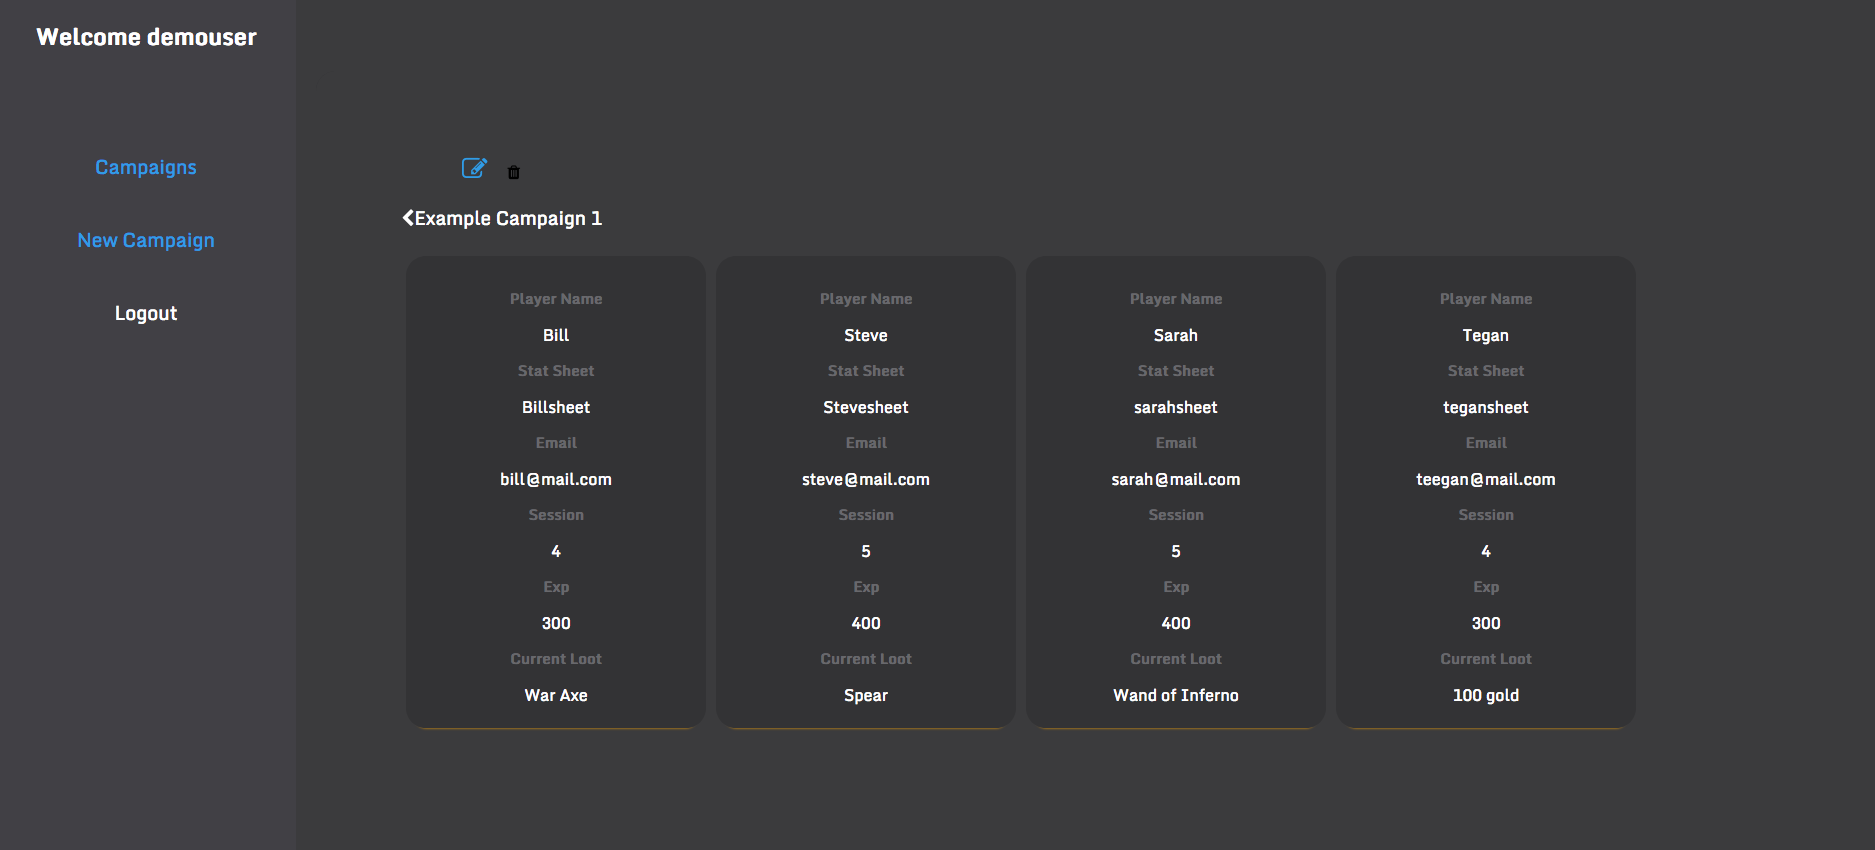 Welcome demouser
Campaigns
New Campaign
Logout
Example Campaign 1
Player Name
Bill
Stat Sheet
Billsheet
Email
bill@mail.com
Session
4
Exp
300
Current Loot
War Axe
Player Name
Steve
Stat Sheet
Stevesheet
Email
steve@mail.com
Session
5
Exp
400
Current Loot
Spear
Player Name
Sarah
Stat Sheet
sarahsheet
Email
sarah@mail.com
Session
5
Exp
400
Current Loot
Wand of Inferno
Player Name
Tegan
Stat Sheet
tegansheet
Email
teegan@mail.com
Session
4
Exp
300
Current Loot
100 gold